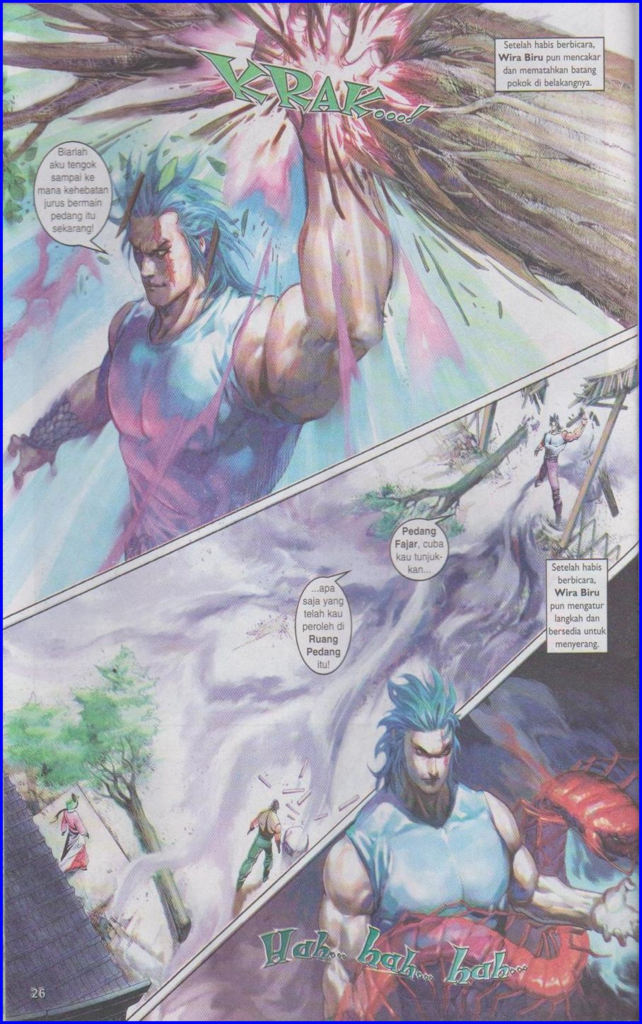 KRAK...!
Setelah habis berbicara,
Wira Biru pun mencakar
dan mematahkan batang
pokok di belakangnya.
Biarlah
aku tengok
sampai ke
mana kehebatan
jurus bermain
pedang itu
sekarang!
Pedang
Fajar, cuba
kau tunjuk-
kan...
...apa
saja yang
telah kau
peroleh di
Ruang
Pedang
itu!
Setelah habis
berbicara,
Wira Biru
pun mengatur
langkah dan
bersedia untuk
menyerang.
Hah... hah... hah...
26